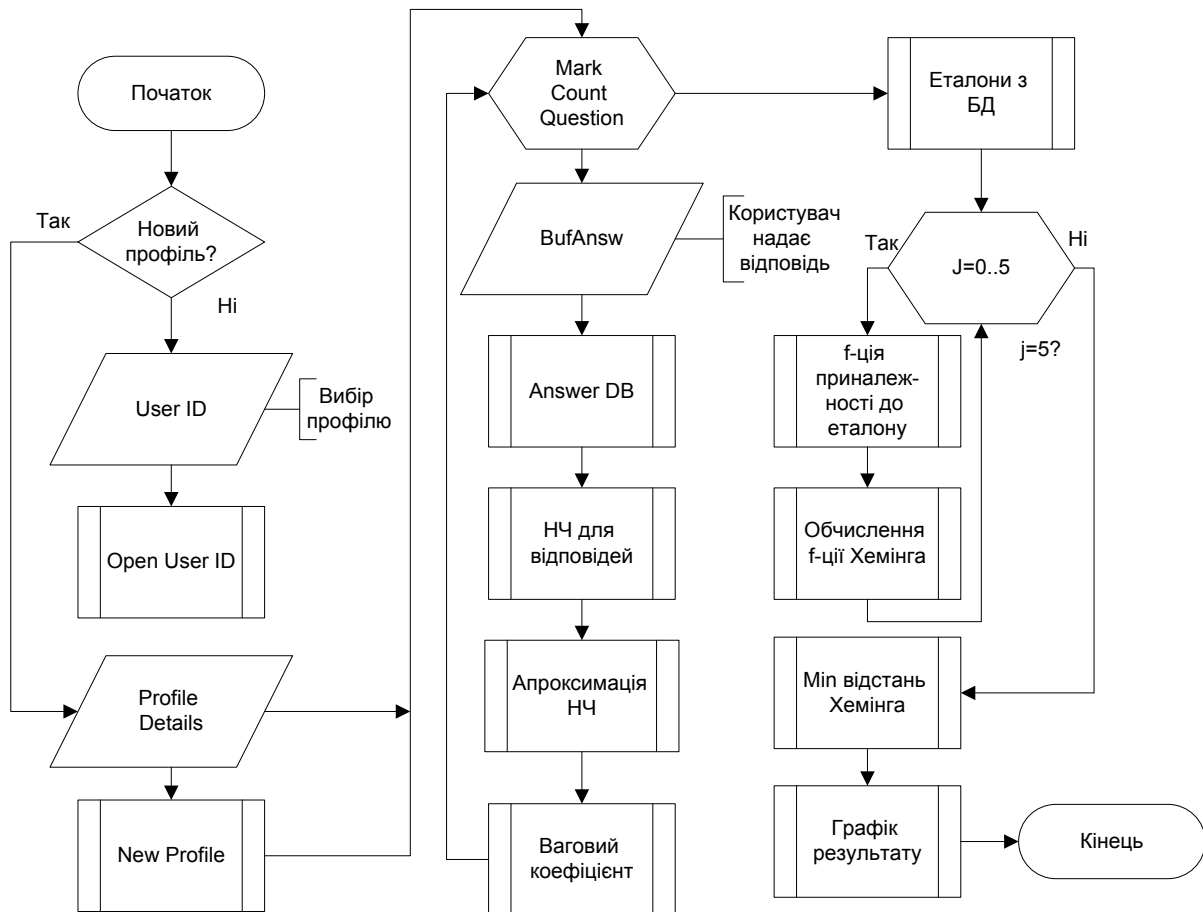 Початок
Так
Новий
профіль?
Ні
User ID
Вибір
профілю
Open User ID
Profile
Details
New Profile
Mark
Count
Question
BufAnsw
Користувач
надає
відповідь
Answer DB
НЧ для
відповідей
Апроксимація
НЧ
Ваговий
коефіцієнт
Еталони з
БД
Так
J=0..5
Ні
j=5?
f-ція
приналеж-
ності до
еталону
Обчислення
f-ції Хемінга
Min відстань
Хемінга
Графік
результату
Кінець